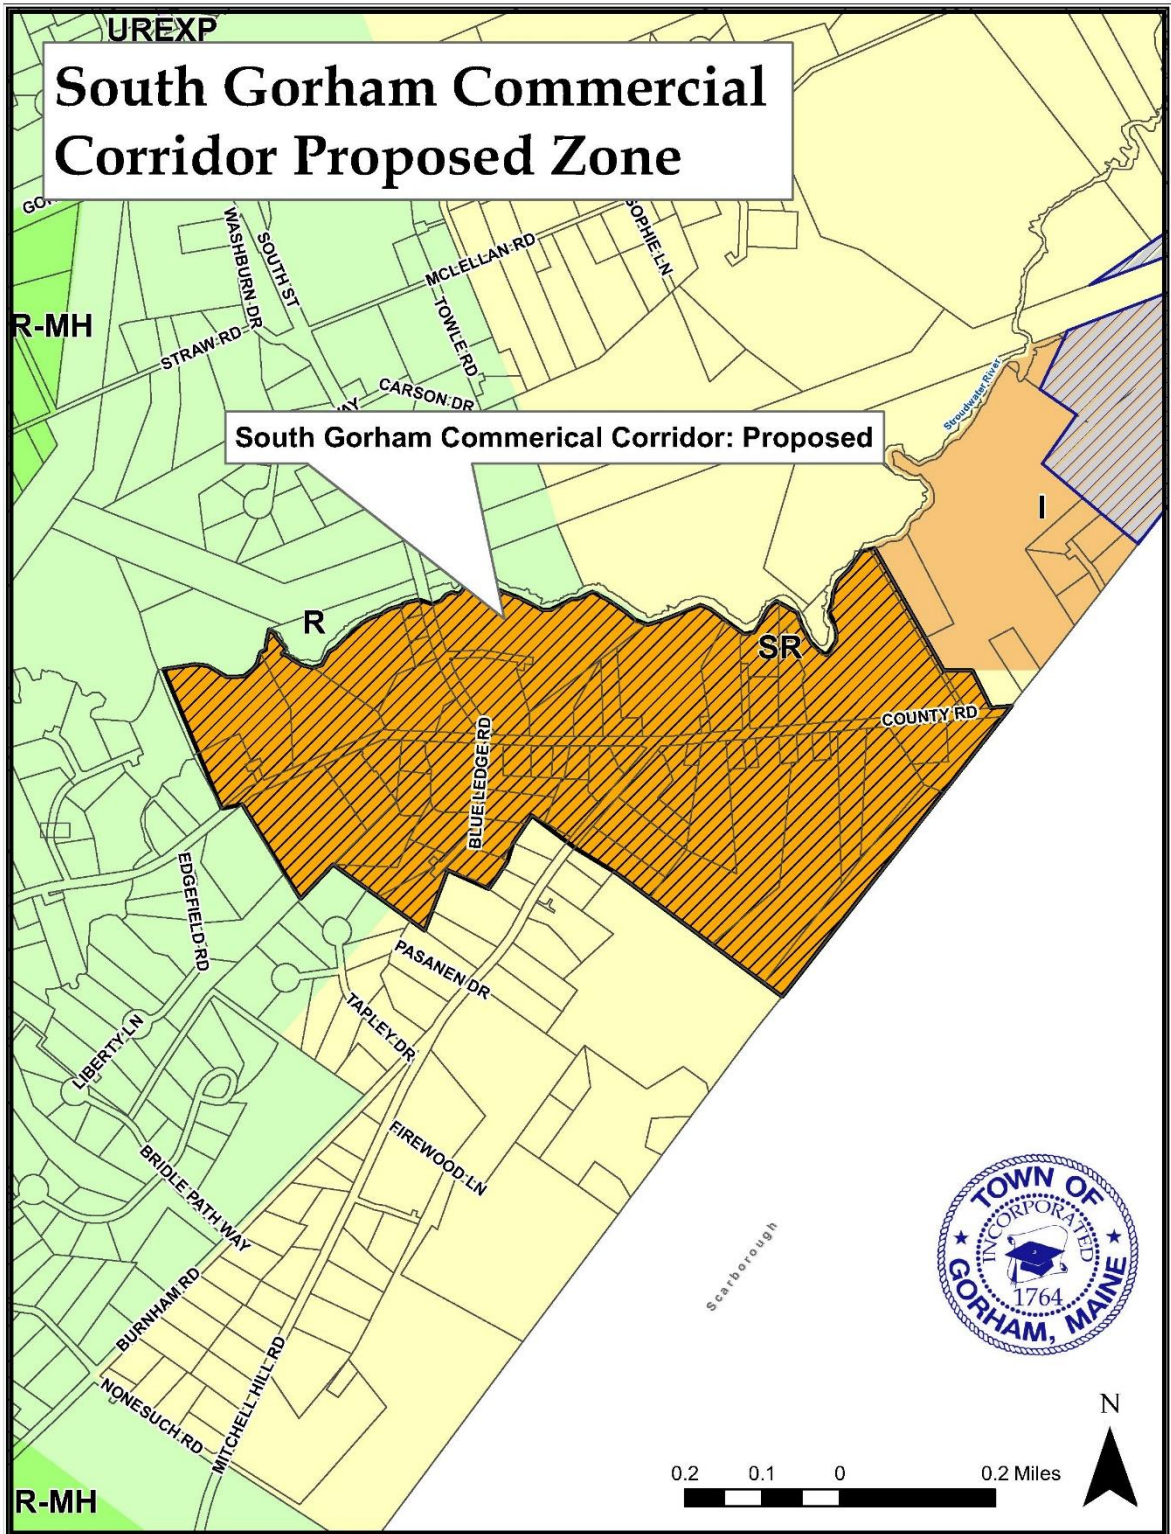 UREXP
South Gorham Commercial
Corridor Proposed Zone
WASHBURN DR
SOUTH ST
SOPHIE LN
MCLELLAN RD
R-MH
STRAW RD
TOWLE RD
CARSON DR
Stroudwater River
South Gorham Commerical Corridor: Proposed
I
R
SR
COUNTY RD
BLUE LEDGE RD
EDGEFIELD RD
PASANEN DR
TAPLEY DR
LIBERTY LN
FIREWOOD LN
BRIDLE PATH WAY
TOWN OF
INCORPORATED
1764
GORHAM, MAINE
Scarborough
BURNHAM RD
MITCHELL HILL RD
NONESUCH RD
N
0.2 0.1 0 0.2 Miles
R-MH